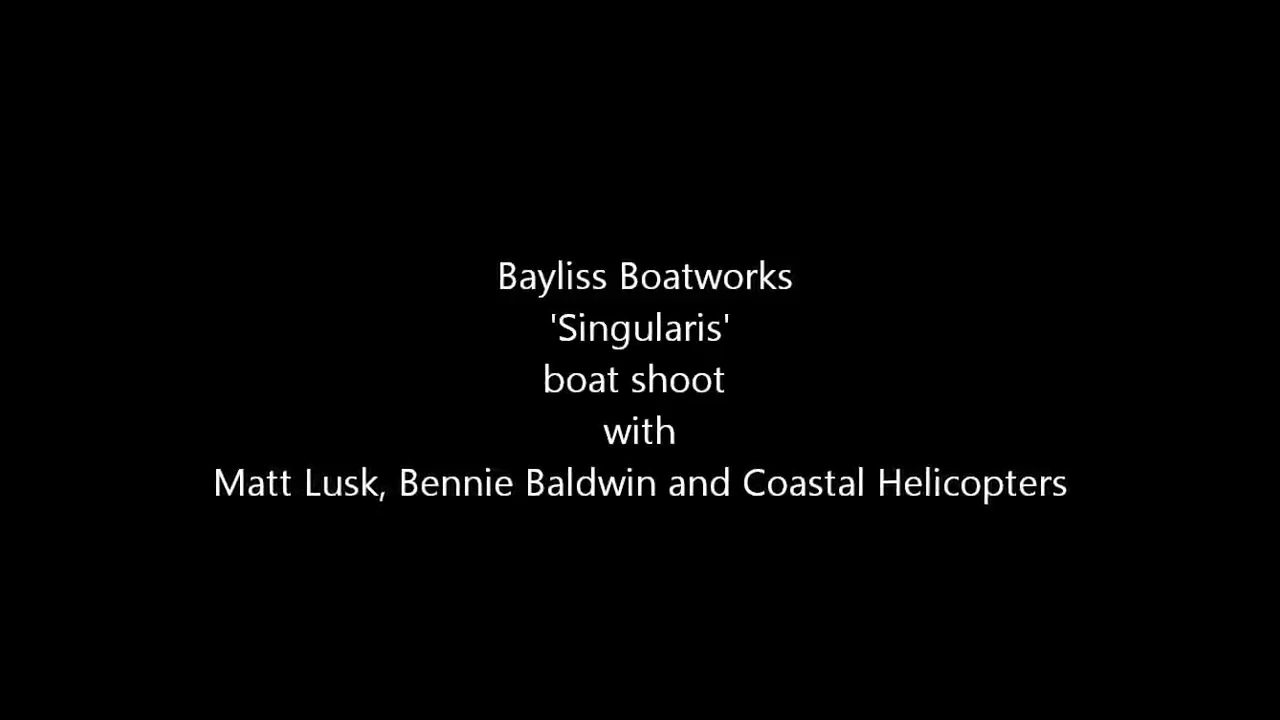 Bayliss Boatworks
'Singularis'
boat shoot
with
Matt Lusk, Bennie Baldwin and Coastal Helicopters